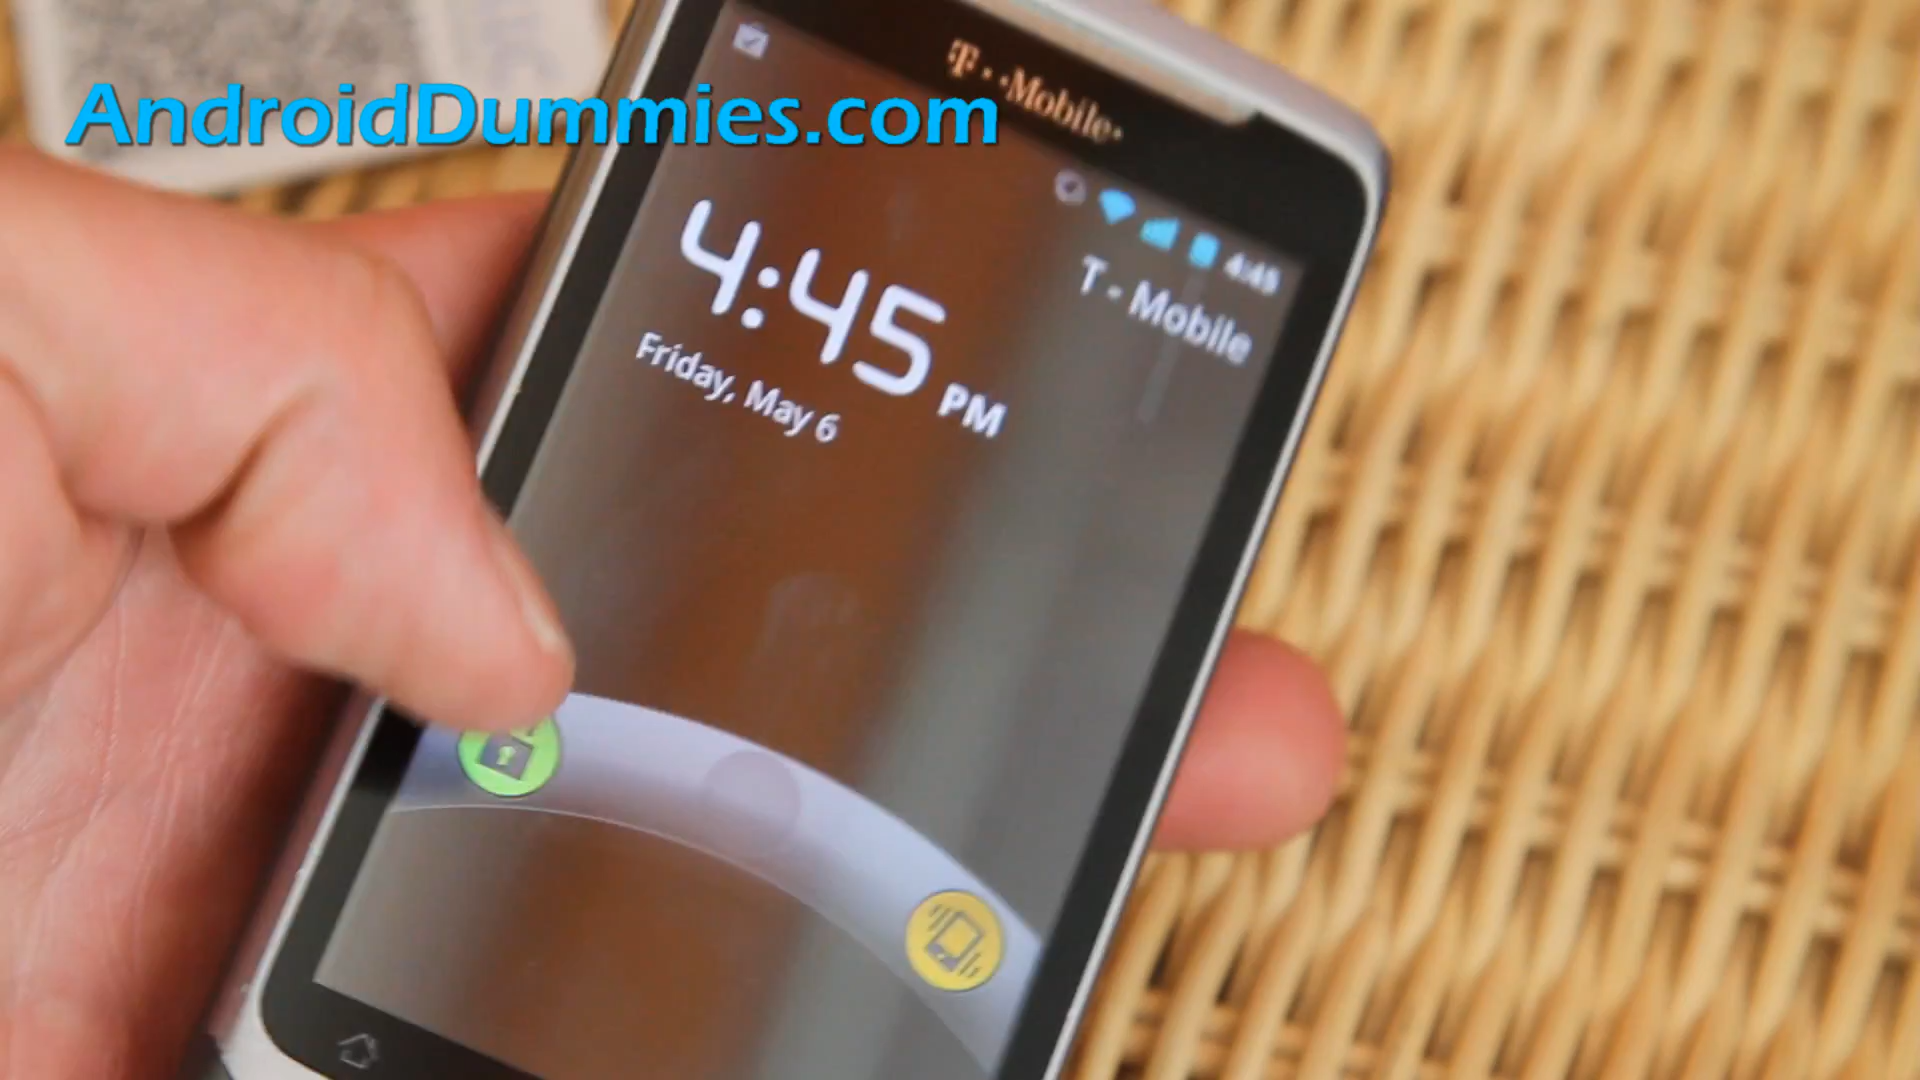 AndroidDummies.com
T··Mobile·
4:45
T - Mobile
4:45 PM
Friday, May 6